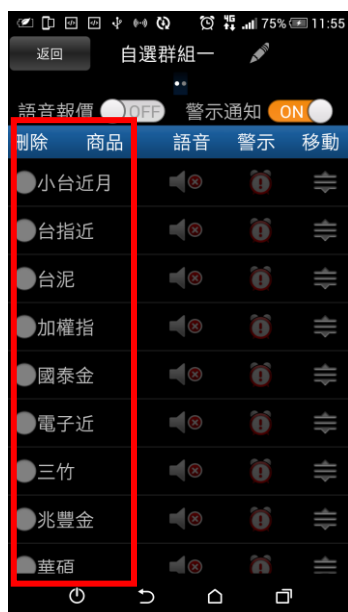 4G 75% 11:55
返回 自選群組一
語音報價 OFF 警示通知 ON
刪除 商品 語音 警示 移動
小台近月
台指近
台泥
加權指
國泰金
電子近
三竹
兆豐金
華碩